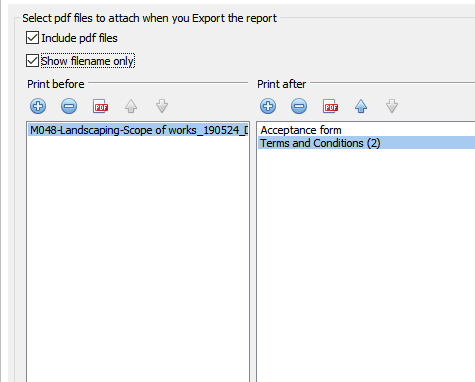 Select pdf files to attach when you Export the report
Include pdf files
Show filename only
Print before
Print after
PDF
PDF
M048-Landscaping-Scope of works_190524_D
Acceptance form
Terms and Conditions (2)